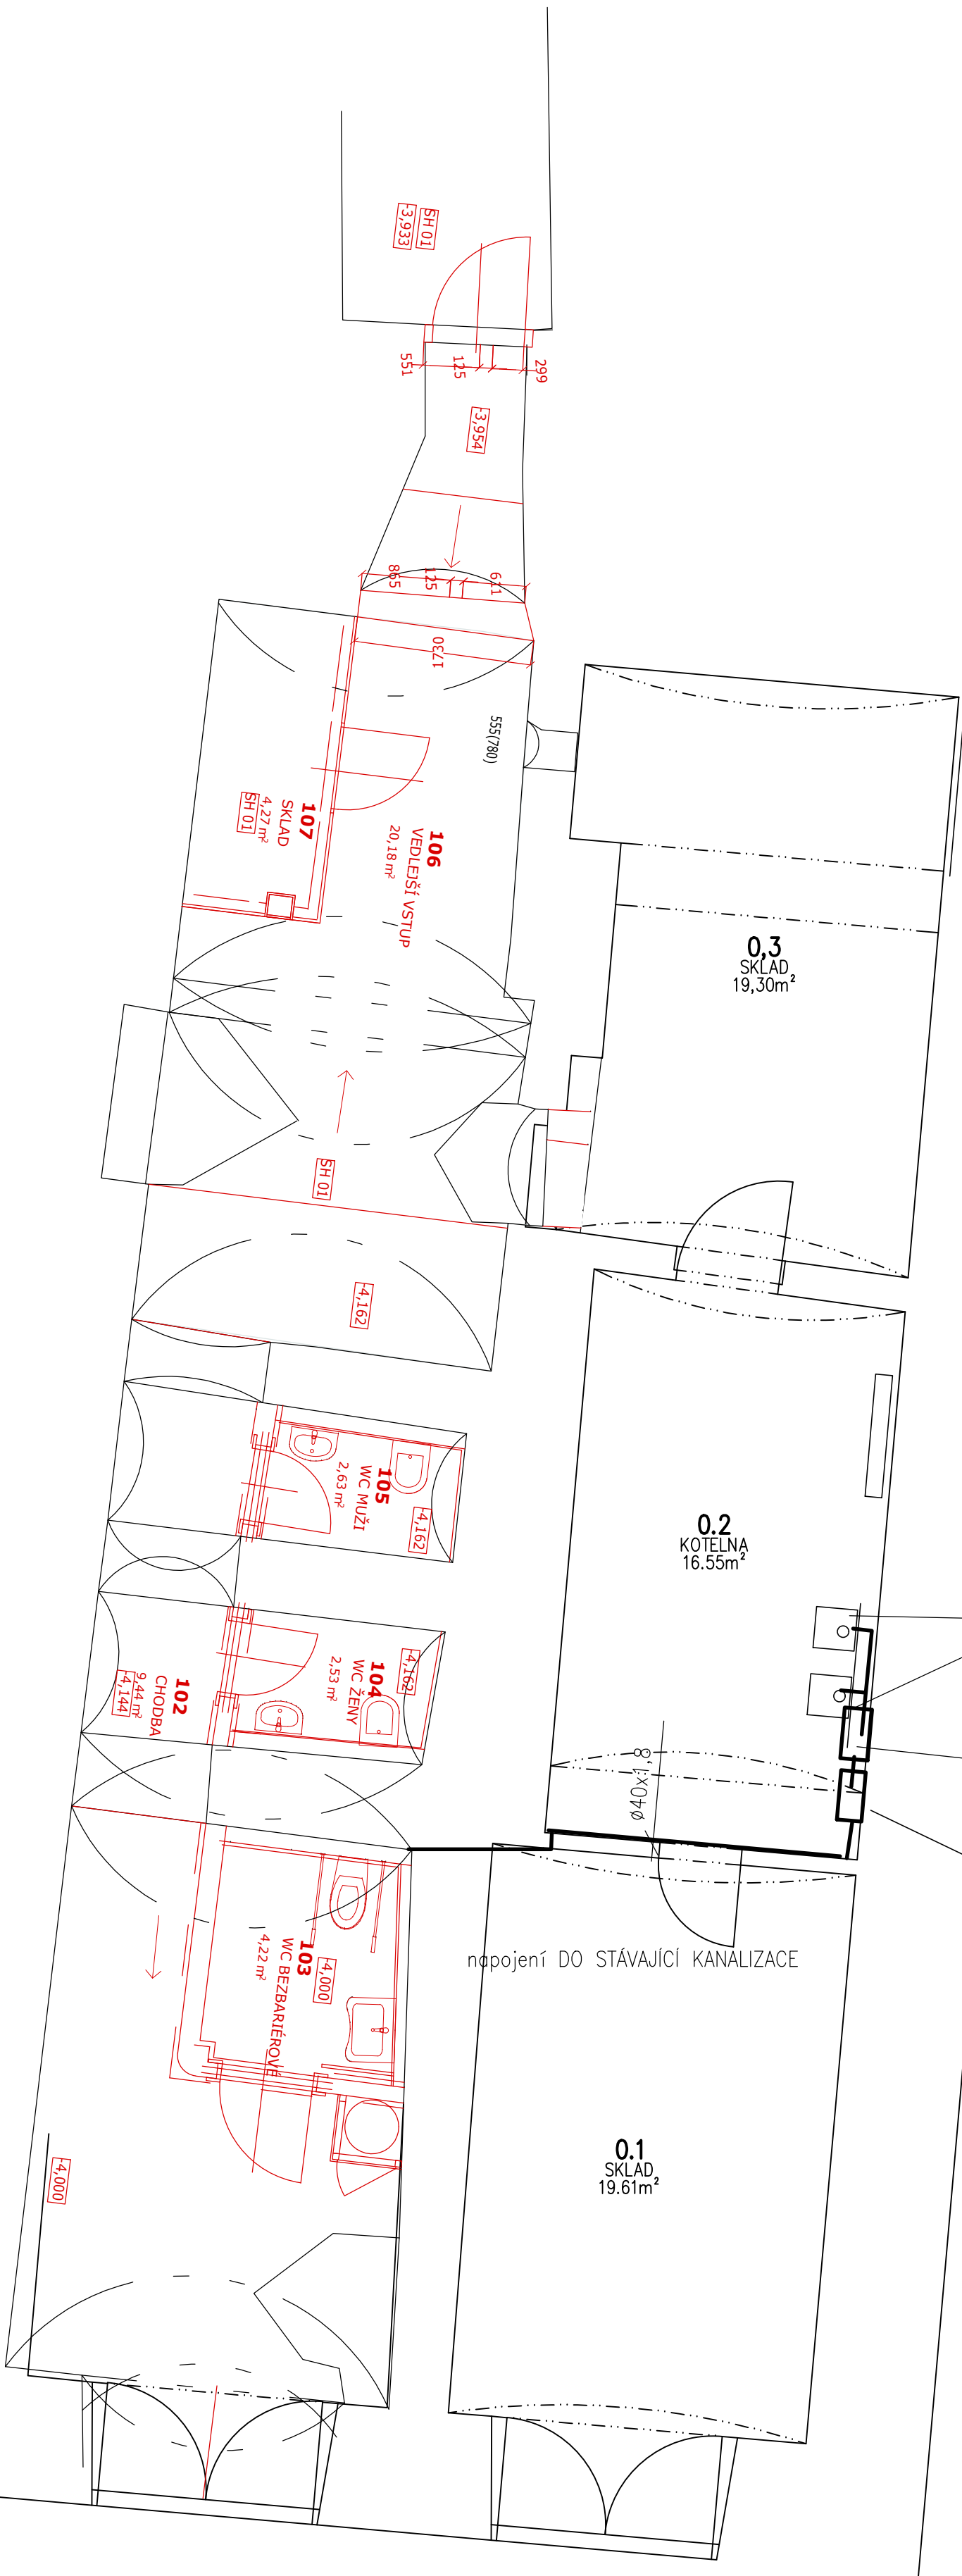 SH 01
-3,933
551
125
299
-3,954
865
125
611
1730
555(780)
107
SKLAD
4,27 m²
SH 01
106
VEDLEJŠÍ VSTUP
20,18 m²
0,3
SKLAD
19,30m²
SH 01
-4,162
105
WC MUŽI
2,63 m²
-4,162
0.2
KOTELNA
16.55m²
104
WC ŽENY
2,53 m²
-4,162
102
CHODBA
9,44 m²
-4,144
ø40x1,8
103
WC BEZBARIÉROVÉ
4,22 m²
-4,000
napojení DO STÁVAJÍCÍ KANALIZACE
0.1
SKLAD
19.61m²
-4,000